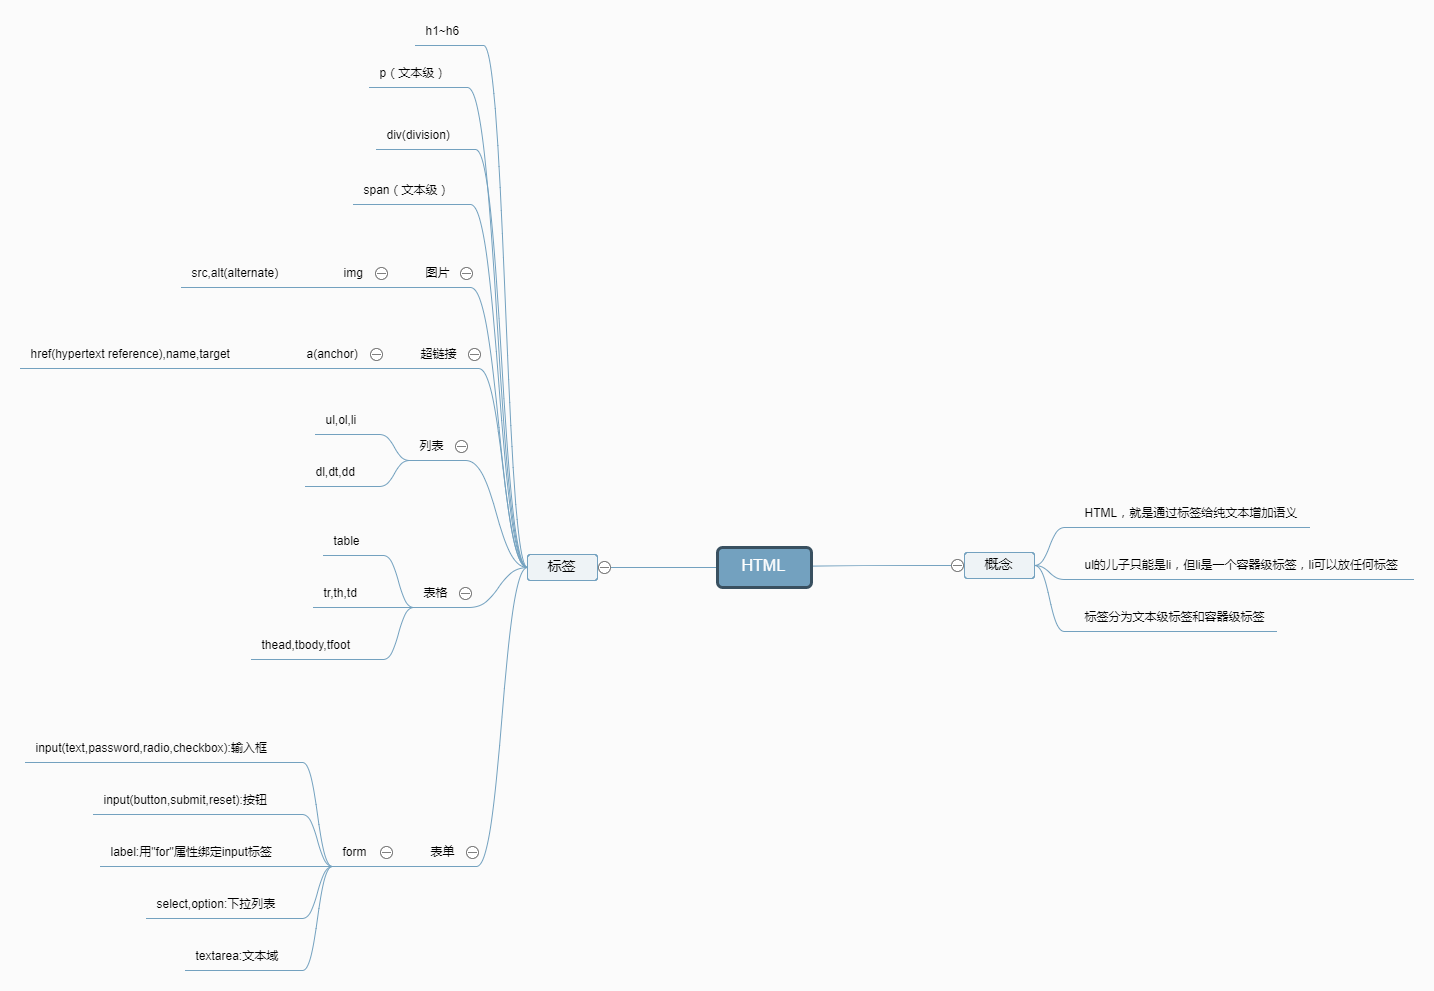 h1~h6
p（文本级）
div(division)
span（文本级）
src,alt(alternate) img 图片
href(hypertext reference),name,target a(anchor) 超链接
ul,ol,li
列表
dl,dt,dd
table
tr,th,td 表格
thead,tbody,tfoot
input(text,password,radio,checkbox):输入框
input(button,submit,reset):按钮
label:用"for"属性绑定input标签 form 表单
select,option:下拉列表
textarea:文本域
标签
HTML
概念
HTML，就是通过标签给纯文本增加语义
ul的儿子只能是li，但li是一个容器级标签，li可以放任何标签
标签分为文本级标签和容器级标签